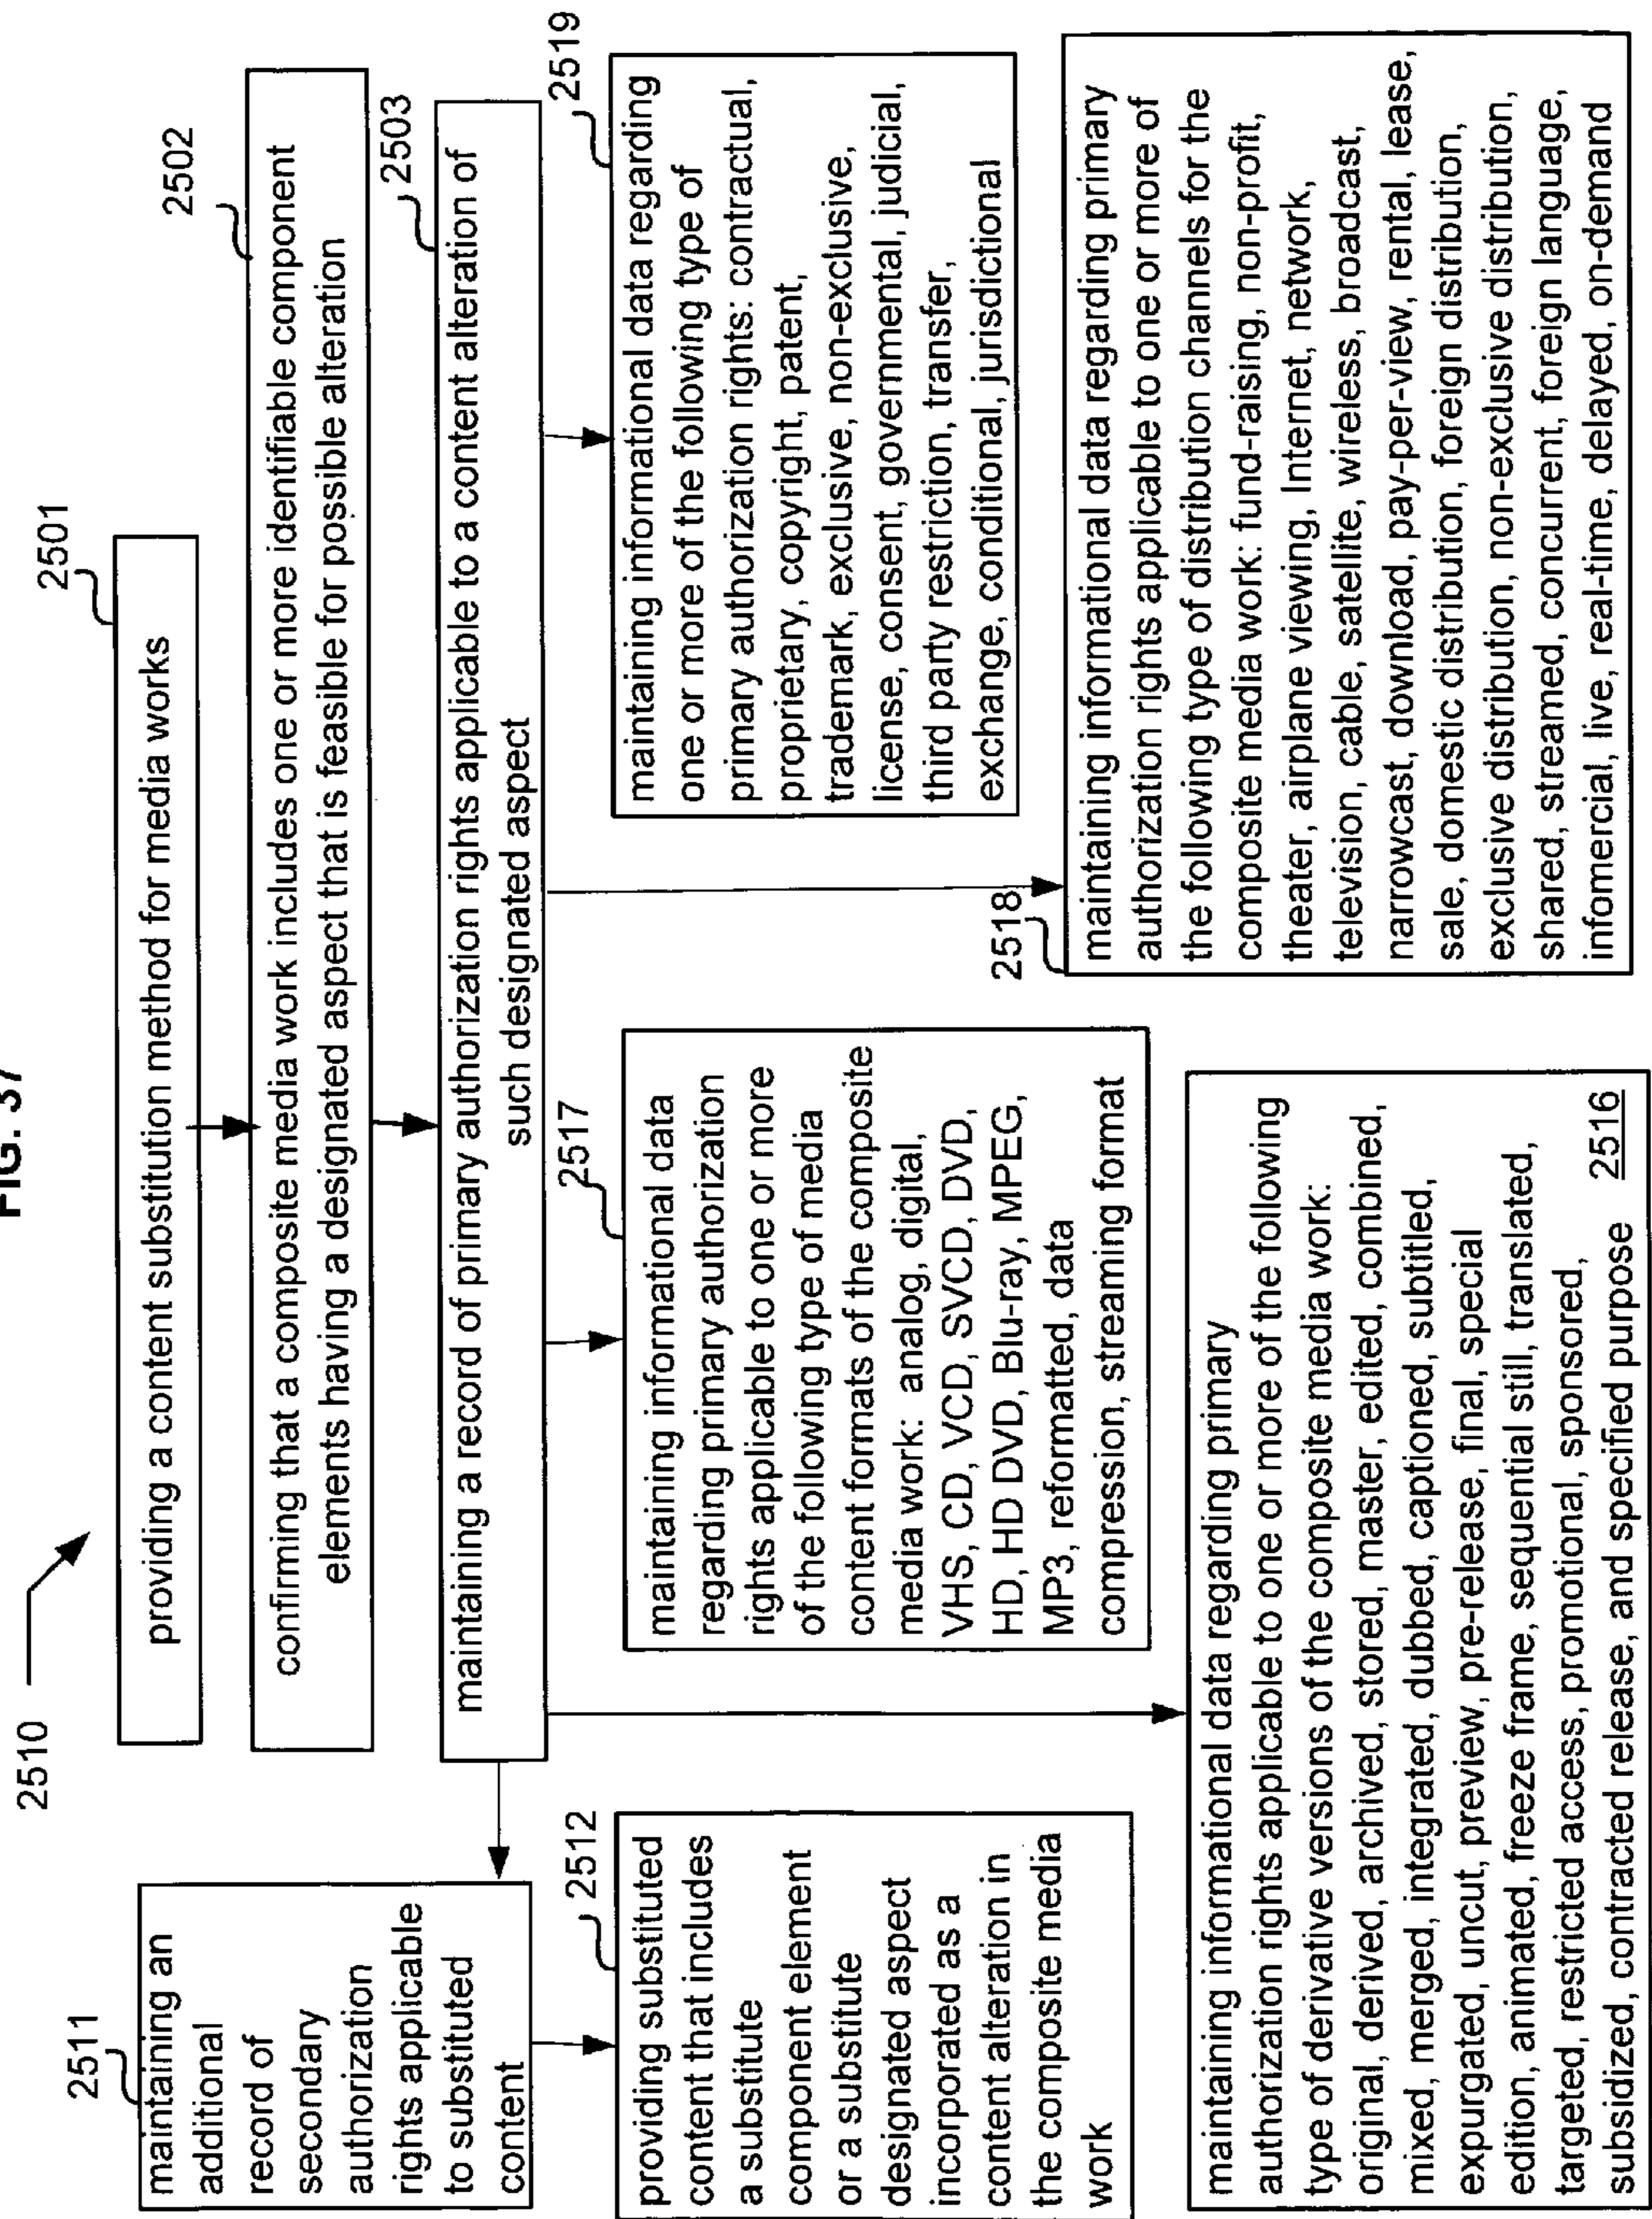 FIG. 37
2510
2501
providing a content substitution method for media works
2502
confirming that a composite media work includes one or more identifiable component
elements having a designated aspect that is feasible for possible alteration
2503
maintaining a record of primary authorization rights applicable to a content alteration of
such designated aspect
2511
maintaining an
additional
record of
secondary
authorization
rights applicable
to substituted
content
2512
providing substituted
content that includes
a substitute
component element
or a substitute
designated aspect
incorporated as a
content alteration in
the composite media
work
2517
maintaining informational data
regarding primary authorization
rights applicable to one or more
of the following type of media
content formats of the composite
media work: analog, digital,
VHS, CD, VCD, SVCD, DVD,
HD, HD DVD, Blu-ray, MPEG,
MP3, reformatted, data
compression, streaming format
2519
maintaining informational data regarding
one or more of the following type of
primary authorization rights: contractual,
proprietary, copyright, patent,
trademark, exclusive, non-exclusive,
license, consent, governmental, judicial,
third party restriction, transfer,
exchange, conditional, jurisdictional
2516
maintaining informational data regarding primary
authorization rights applicable to one or more of the following
type of derivative versions of the composite media work:
original, derived, archived, stored, master, edited, combined,
mixed, merged, integrated, dubbed, captioned, subtitled,
expurgated, uncut, preview, pre-release, final, special
edition, animated, freeze frame, sequential still, translated,
targeted, restricted access, promotional, sponsored,
subsidized, contracted release, and specified purpose
2518
maintaining informational data regarding primary
authorization rights applicable to one or more of
the following type of distribution channels for the
composite media work: fund-raising, non-profit,
theater, airplane viewing, Internet, network,
television, cable, satellite, wireless, broadcast,
narrowcast, download, pay-per-view, rental, lease,
sale, domestic distribution, foreign distribution,
exclusive distribution, non-exclusive distribution,
shared, streamed, concurrent, foreign language,
infomercial, live, real-time, delayed, on-demand